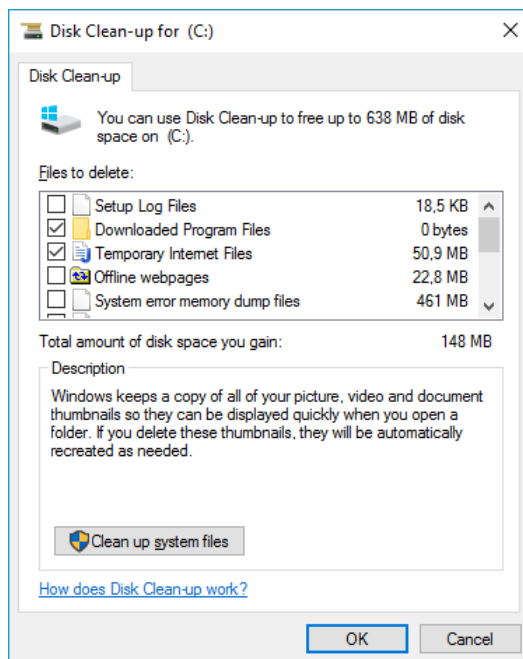 Disk Clean-up for (C:)
Disk Clean-up
You can use Disk Clean-up to free up to 638 MB of disk
space on (C:).
Files to delete:
Setup Log Files 18,5 KB
Downloaded Program Files 0 bytes
Temporary Internet Files 50,9 MB
Offline webpages 22,8 MB
System error memory dump files 461 MB
Total amount of disk space you gain: 148 MB
Description
Windows keeps a copy of all of your picture, video and document
thumbnails so they can be displayed quickly when you open a
folder. If you delete these thumbnails, they will be automatically
recreated as needed.
Clean up system files
How does Disk Clean-up work?
OK Cancel